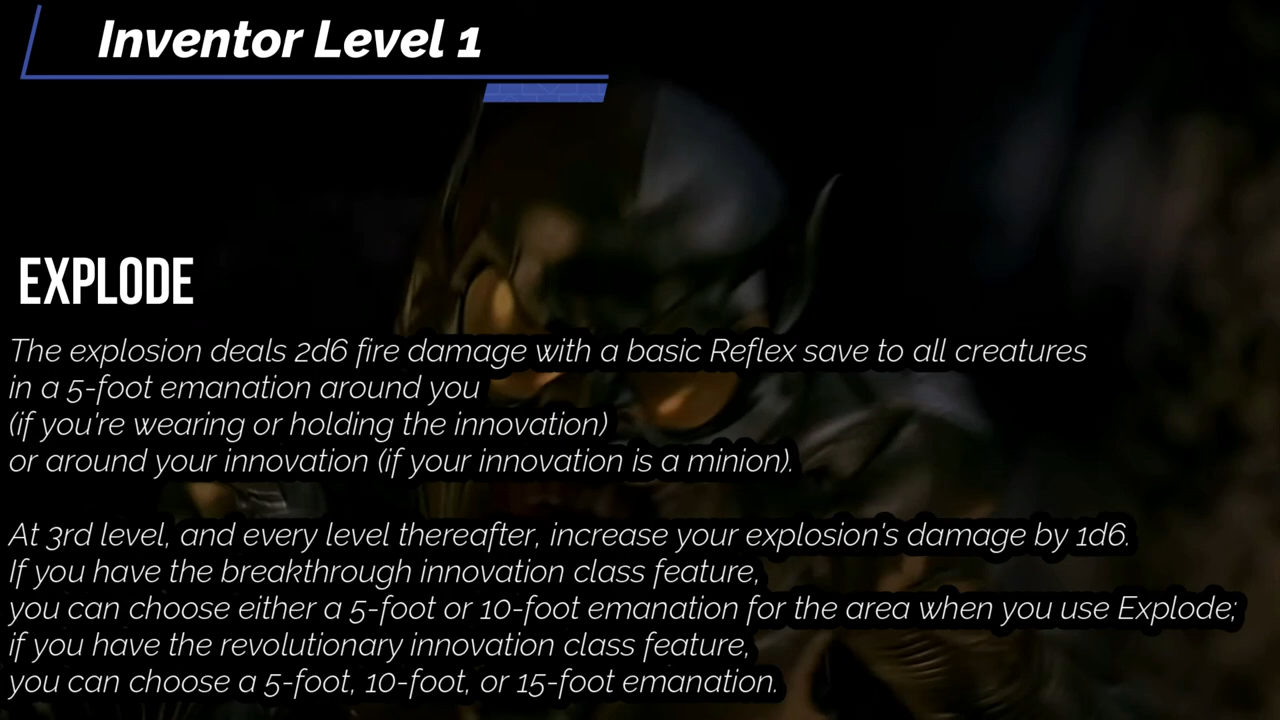 Inventor Level 1
EXPLODE
The explosion deals 2d6 fire damage with a basic Reflex save to all creatures
in a 5-foot emanation around you
(if you're wearing or holding the innovation)
or around your innovation (if your innovation is a minion).
At 3rd level, and every level thereafter, increase your explosion's damage by 1d6.
If you have the breakthrough innovation class feature,
you can choose either a 5-foot or 10-foot emanation for the area when you use Explode;
if you have the revolutionary innovation class feature,
you can choose a 5-foot, 10-foot, or 15-foot emanation.